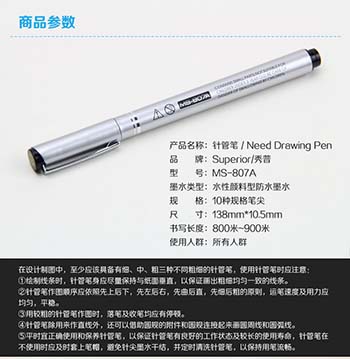 商品参数
CONTAINS SMALL PARTS,NOT SUITABLE FOR
MS-807A
产品名称：针管笔 / Need Drawing Pen
品 牌：Superior/秀普
型 号：MS-807A
墨水类型：水性颜料型防水墨水
规 格：10种规格笔尖
尺 寸：138mm*10.5mm
书写长度：800米~900米
使用人群：所有人群
在设计制图中，至少应该具备有细、中、粗三种不同粗细的针管笔，使用针管笔时应注意：
①绘制线条时，针管笔身应尽量保持与纸面垂直，以保证画出粗细均匀一致的线条。
②针管笔作图顺序应依照先上后下，先左后右，先曲后直，先细后粗的原则，运笔速度及用力应
均匀，平稳。
③用较粗的针管笔作图时，落笔及收笔均应有停顿。
④针管笔除用来作直线外，还可以借助圆规的附件和圆规连接起来画圆周线和圆弧线。
⑤平时宜正确使用和保养针管笔，以保证针管笔有良好的工作状态及较长的使用寿命，针管笔在
不使用时应及时套上笔帽，避免针尖墨水干结，并定时清洗针管笔，以保持用笔流畅。